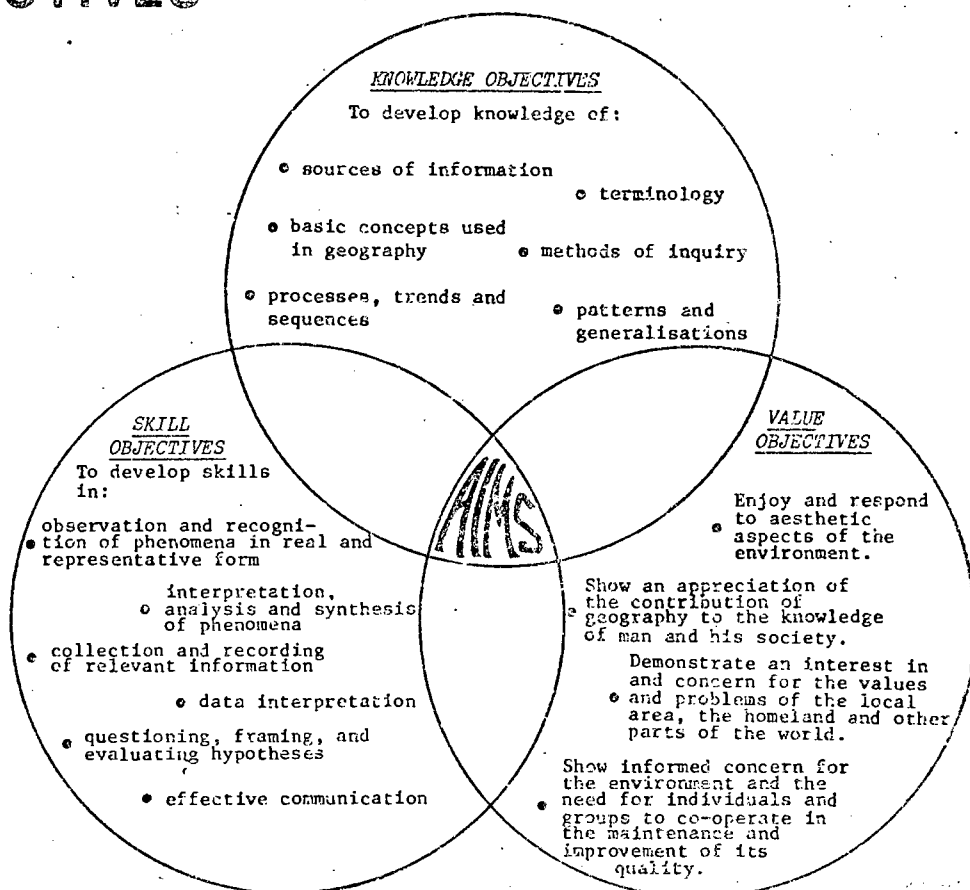 KNOWLEDGE OBJECTIVES
To develop knowledge of:
• sources of information
• terminology
• basic concepts used
in geography
• methods of inquiry
• processes, trends and
sequences
• patterns and
generalisations
SKILL
OBJECTIVES
To develop skills
in:
observation and recogni-
• tion of phenomena in real and
representative form
interpretation,
• analysis and synthesis
of phenomena
• collection and recording
of relevant information
• data interpretation
• questioning, framing, and
evaluating hypotheses
• effective communication
AIMS
VALUE
OBJECTIVES
Enjoy and respond
• to aesthetic
aspects of the
environment.
Show an appreciation of
• the contribution of
geography to the knowledge
of man and his society.
Demonstrate an interest in
and concern for the values
• and problems of the local
area, the homeland and other
parts of the world.
Show informed concern for
the environment and the
• need for individuals and
groups to co-operate in
the maintenance and
improvement of its
quality.